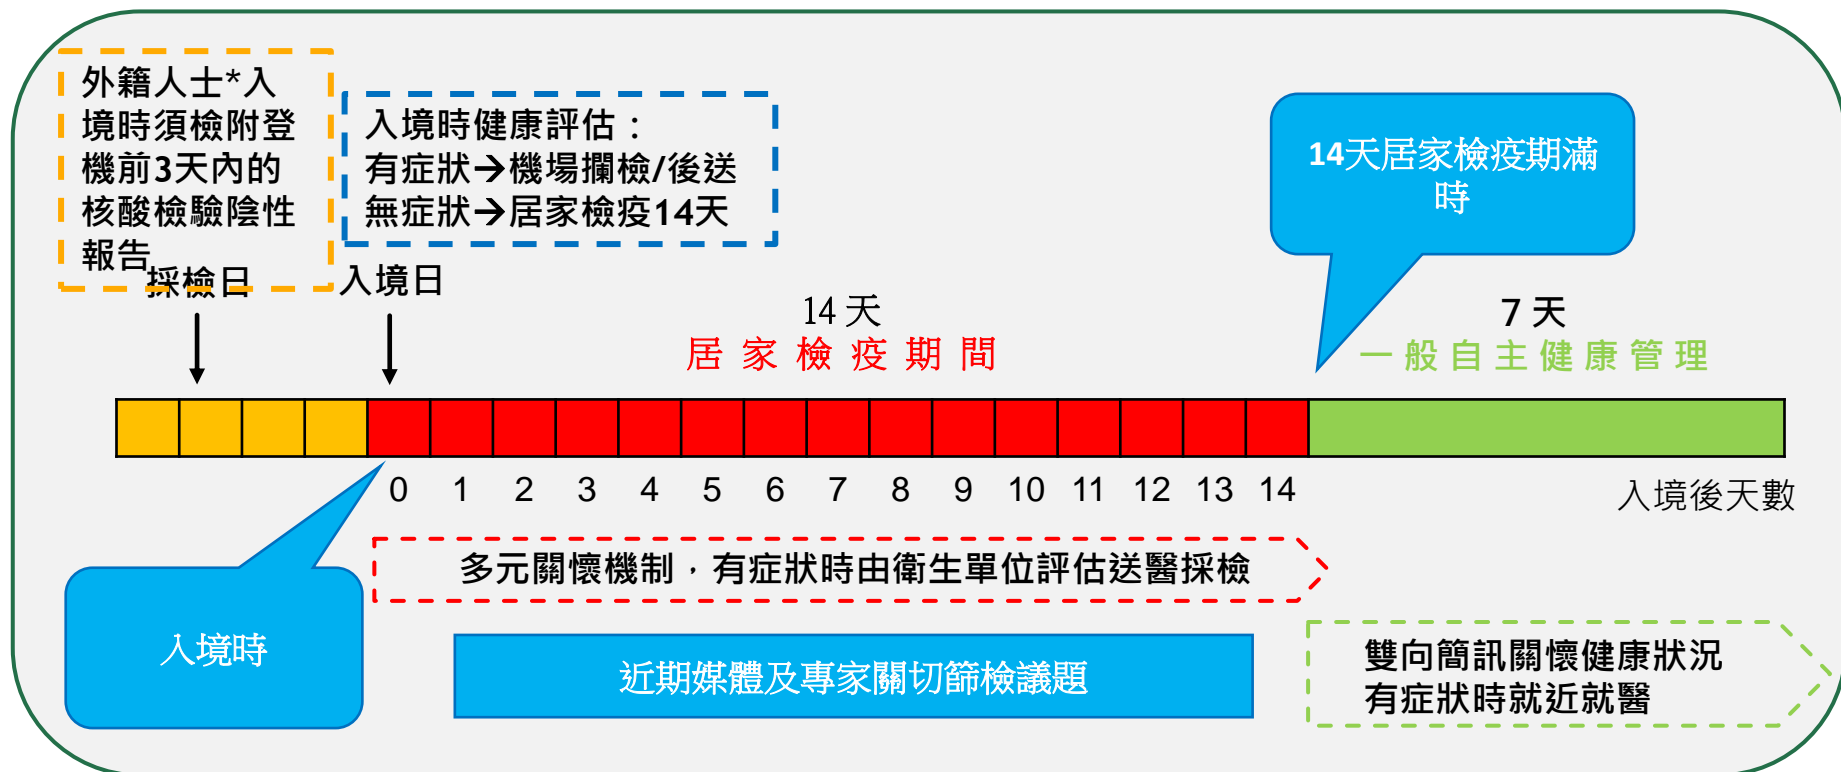 外籍人士*入
境時須檢附登
機前3天內的
核酸檢驗陰性
報告
入境時健康評估：
有症狀→機場攔檢/後送
無症狀→居家檢疫14天
14天居家檢疫期滿
時
採檢日
入境日
14 天
居家檢疫期間
7 天
一般自主健康管理
0 1 2 3 4 5 6 7 8 9 10 11 12 13 14
入境後天數
多元關懷機制，有症狀時由衛生單位評估送醫採檢
入境時
近期媒體及專家關切篩檢議題
雙向簡訊關懷健康狀況
有症狀時就近就醫